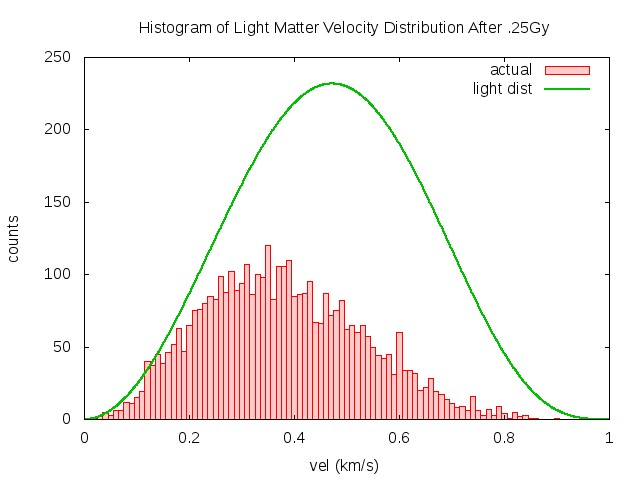 Histogram of Light Matter Velocity Distribution After .25Gy
250
200
150
100
50
0
counts
actual
light dist
0 0.2 0.4 0.6 0.8 1
vel (km/s)